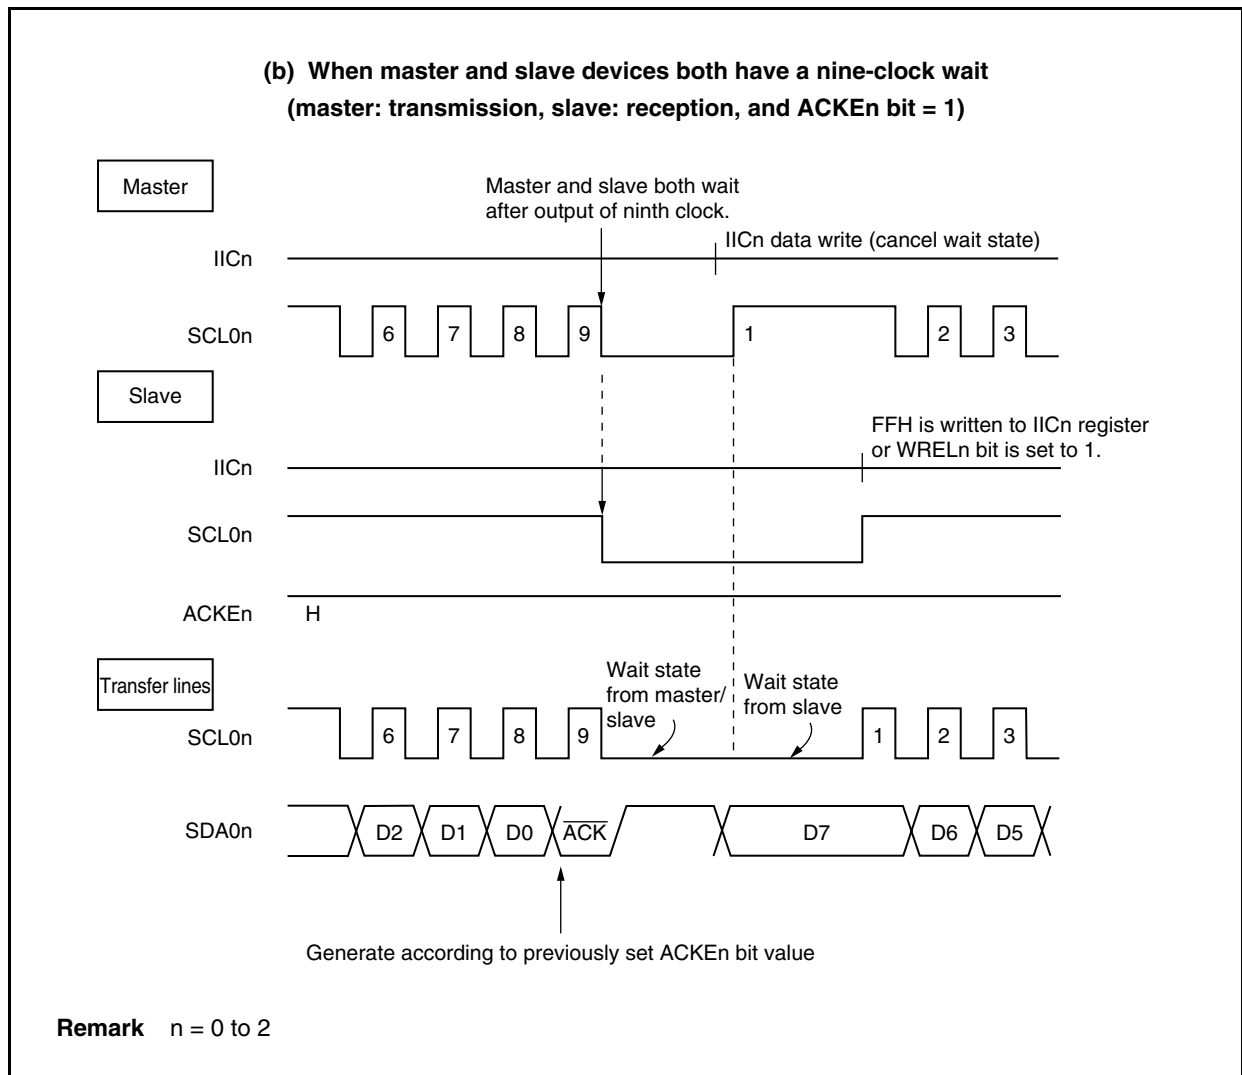 (b) When master and slave devices both have a nine-clock wait
(master: transmission, slave: reception, and ACKEn bit = 1)
Master
Master and slave both wait
after output of ninth clock.
IICn data write (cancel wait state)
IICn
SCL0n
6 7 8 9 1 2 3
Slave
FFH is written to IICn register
or WRELn bit is set to 1.
IICn
SCL0n
ACKEn H
Transfer lines
Wait state
from master/
slave
Wait state
from slave
SCL0n
6 7 8 9 1 2 3
SDA0n
D2 D1 D0 ACK D7 D6 D5
Generate according to previously set ACKEn bit value
Remark n = 0 to 2